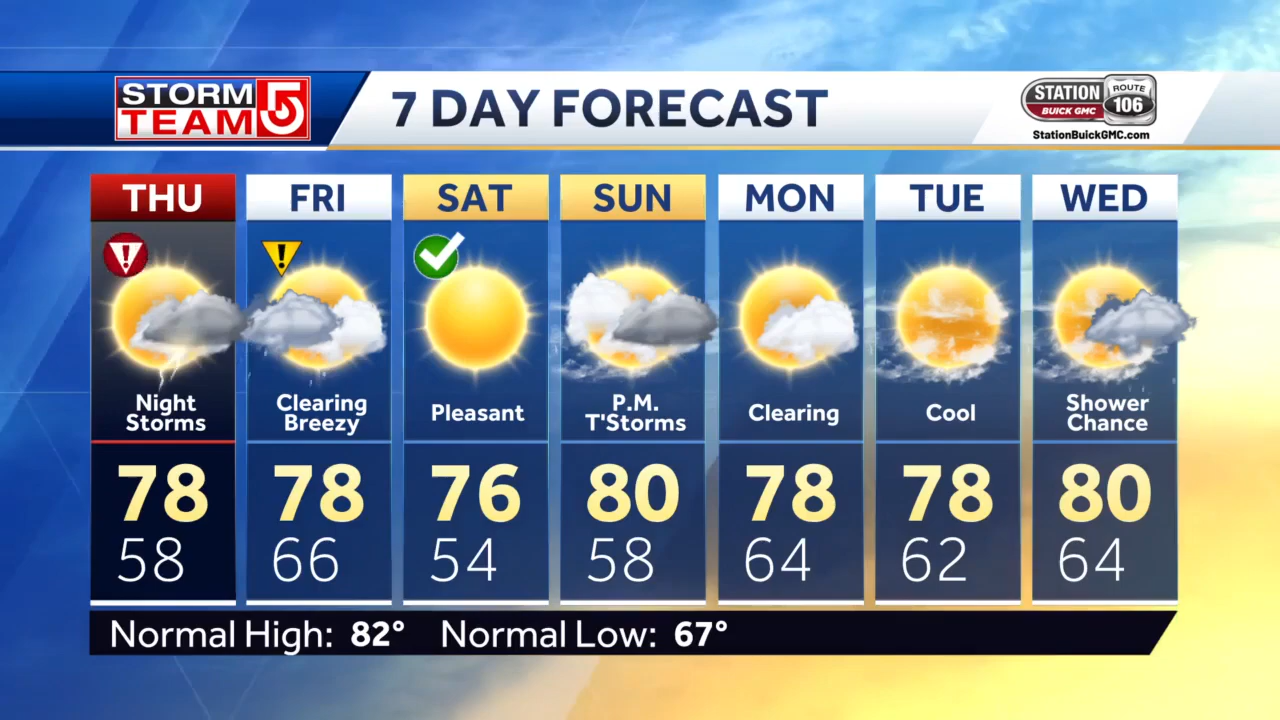 STORM
TEAM 5
7 DAY FORECAST
STATION
BUICK GMC
ROUTE
106
StationBuickGMC.com
THU
FRI
SAT
SUN
MON
TUE
WED
!
!
Night
Storms
Clearing
Breezy
Pleasant
P.M.
T'Storms
Clearing
Cool
Shower
Chance
78
78
76
80
78
78
80
58
66
54
58
64
62
64
Normal High: 82° Normal Low: 67°